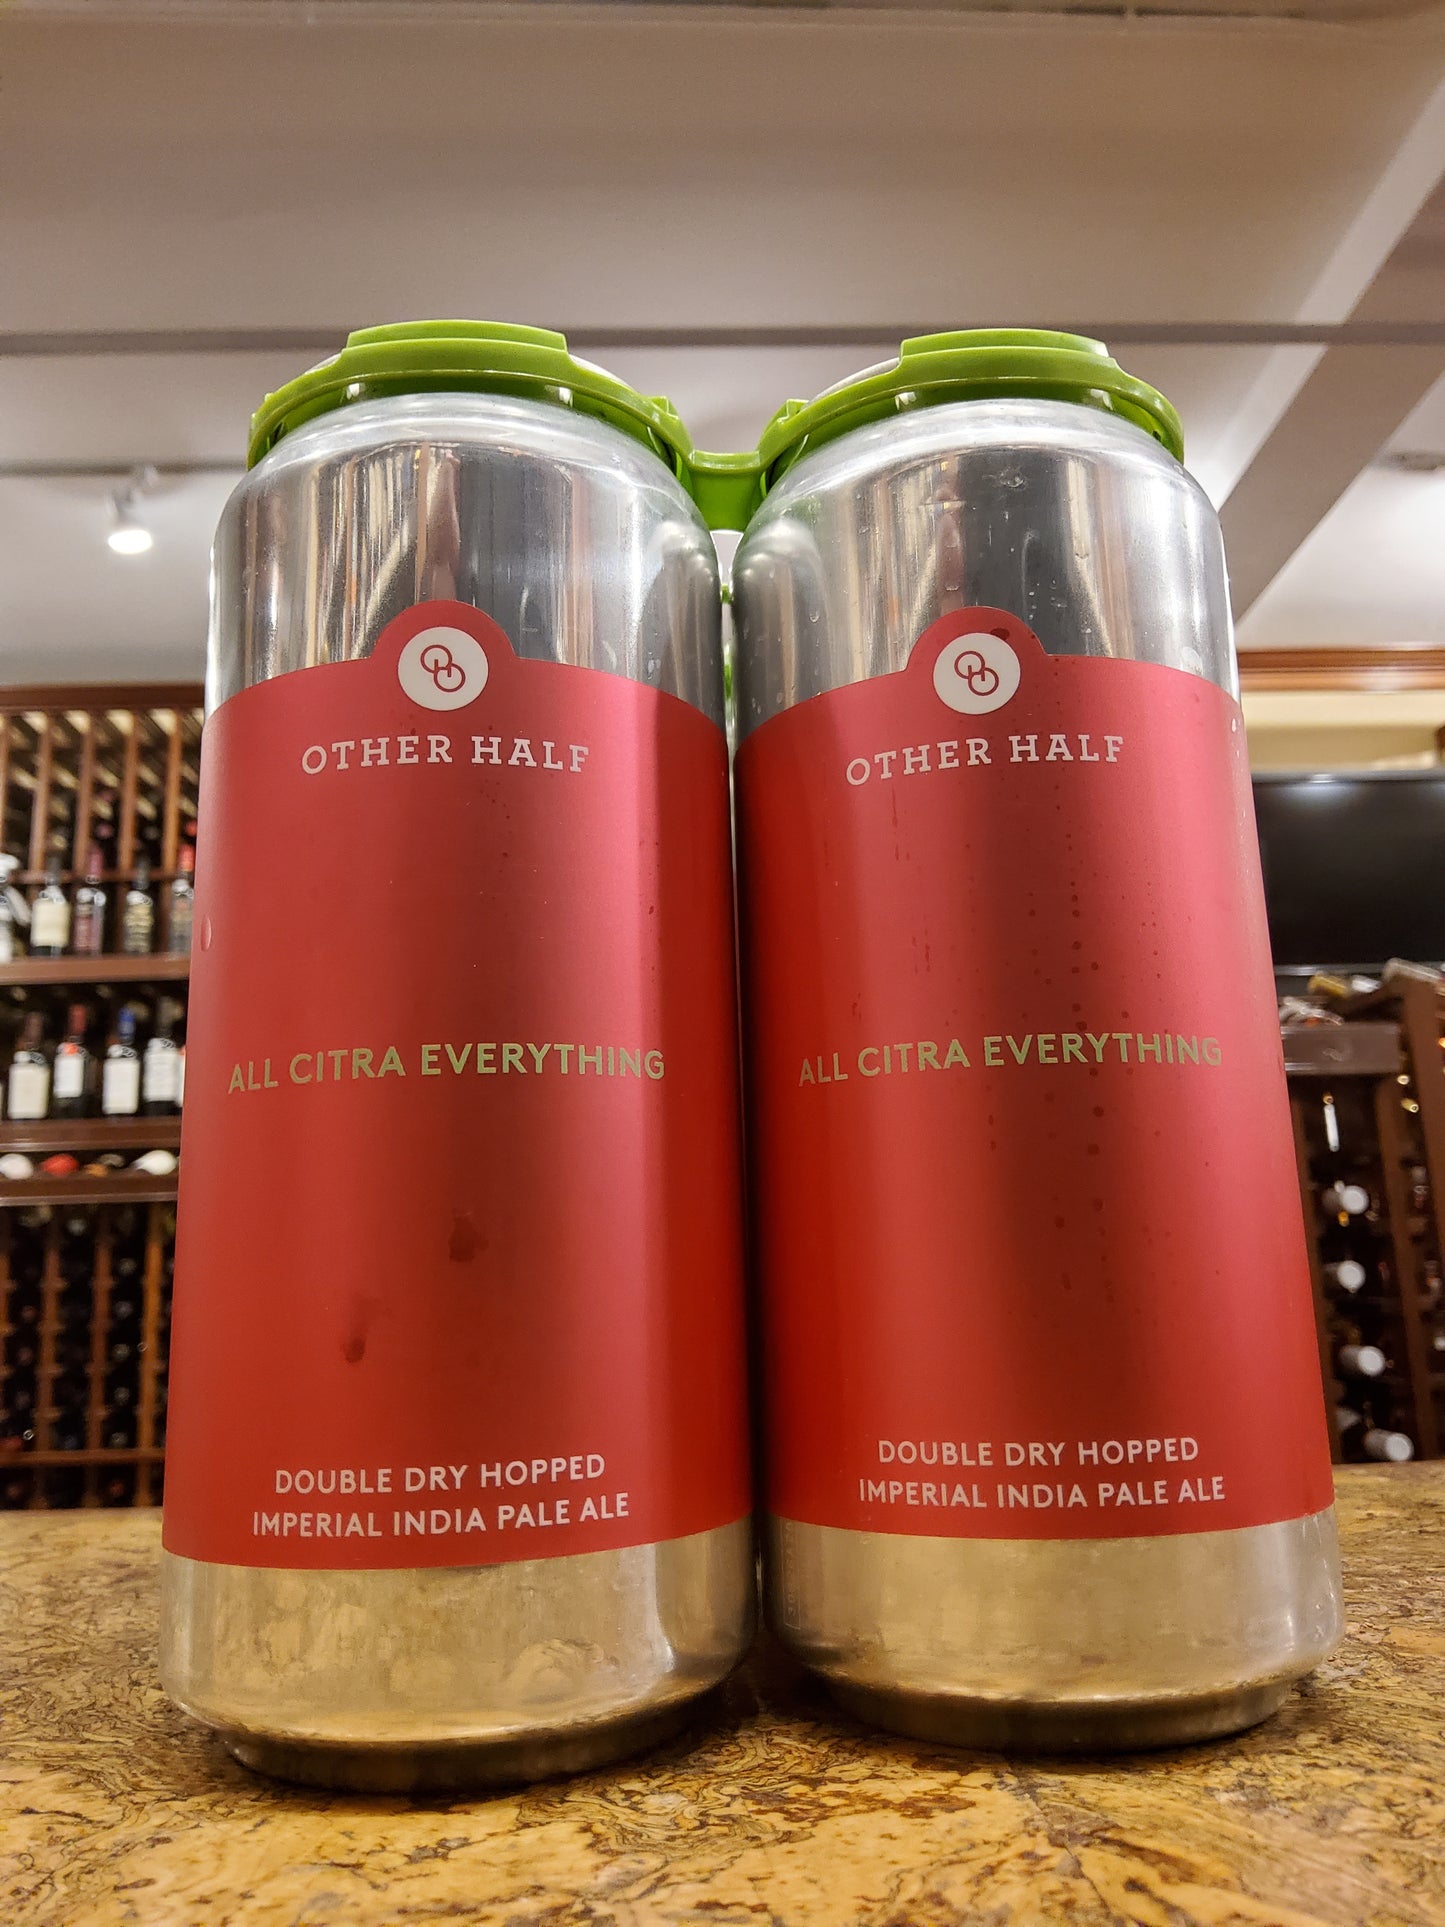 OTHER HALF
ALL CITRA EVERYTHING
DOUBLE DRY HOPPED
IMPERIAL INDIA PALE ALE
OTHER HALF
ALL CITRA EVERYTHING
DOUBLE DRY HOPPED
IMPERIAL INDIA PALE ALE